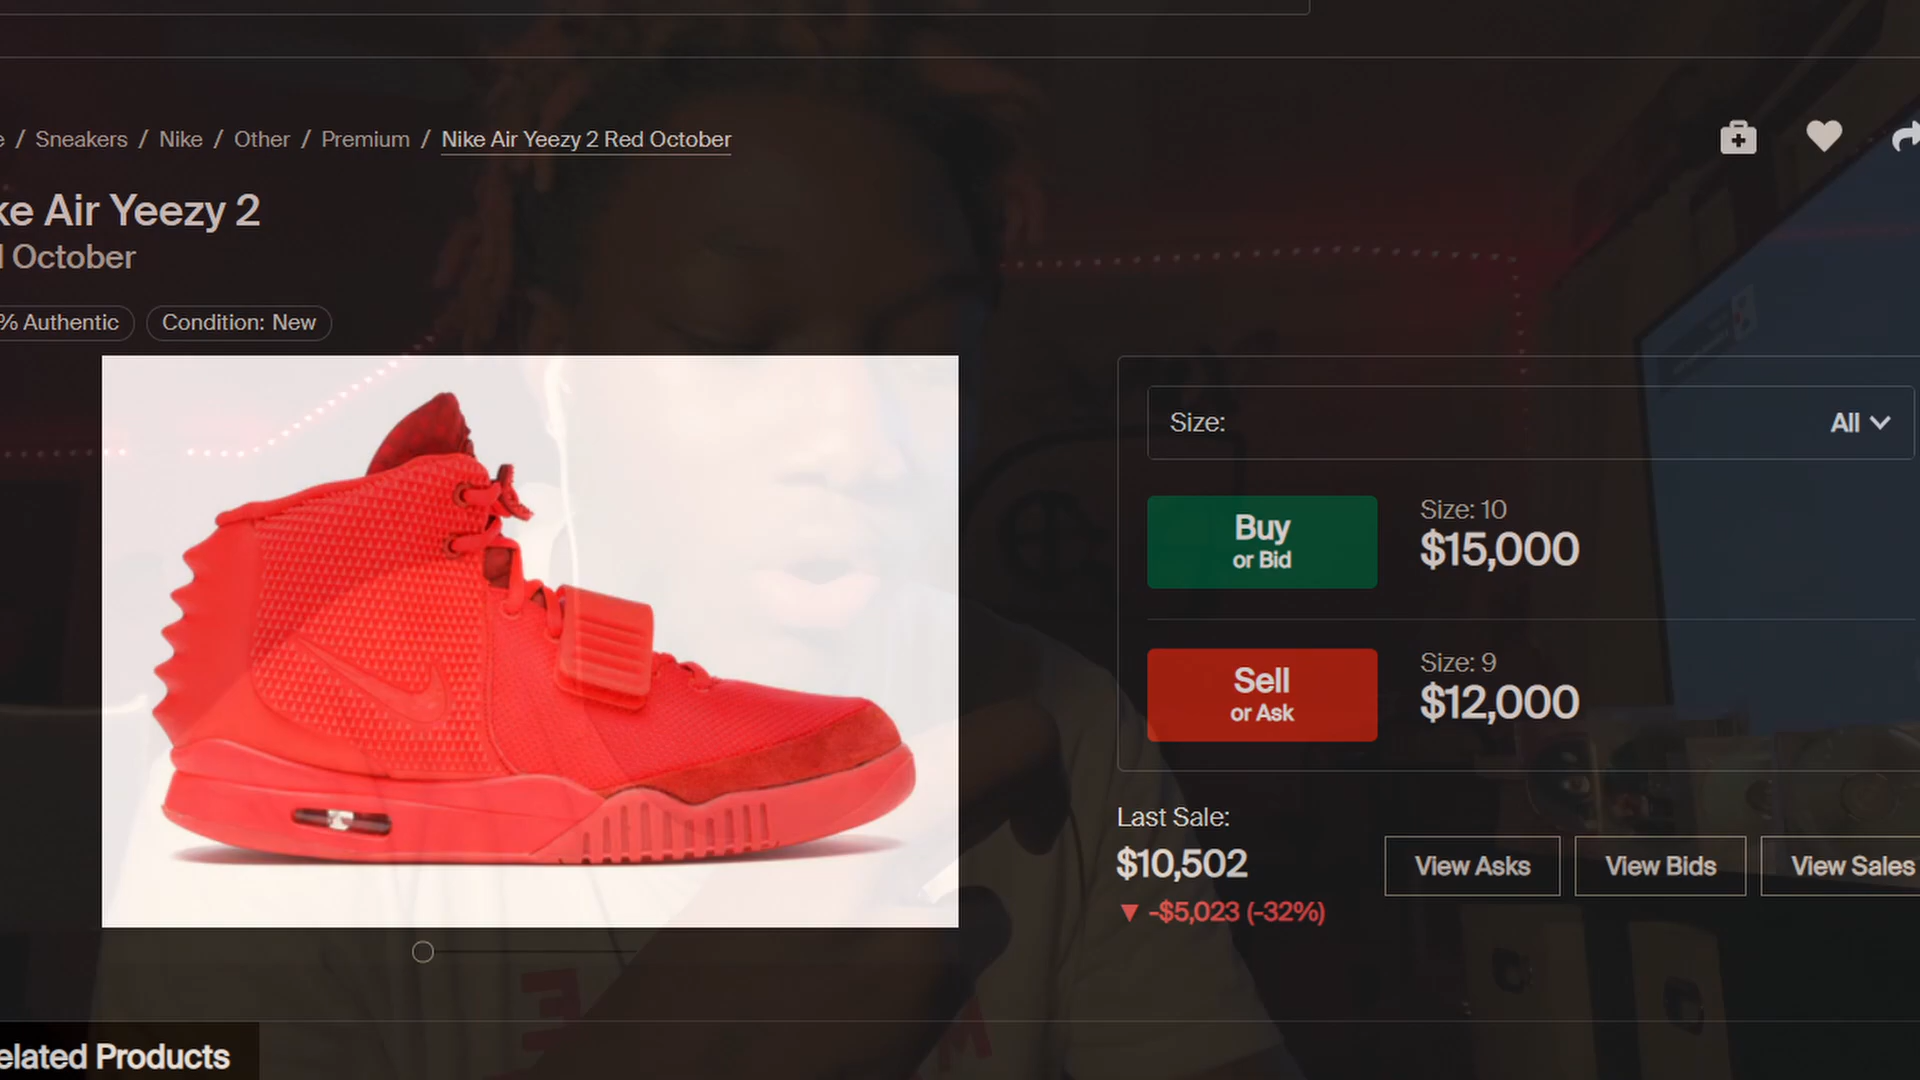 e / Sneakers / Nike / Other / Premium / Nike Air Yeezy 2 Red October
ke Air Yeezy 2
l October
% Authentic
Condition: New
Size:
All
Buy
or Bid
Size: 10
$15,000
Sell
or Ask
Size: 9
$12,000
Last Sale:
$10,502
-$5,023 (-32%)
View Asks
View Bids
View Sales
elated Products